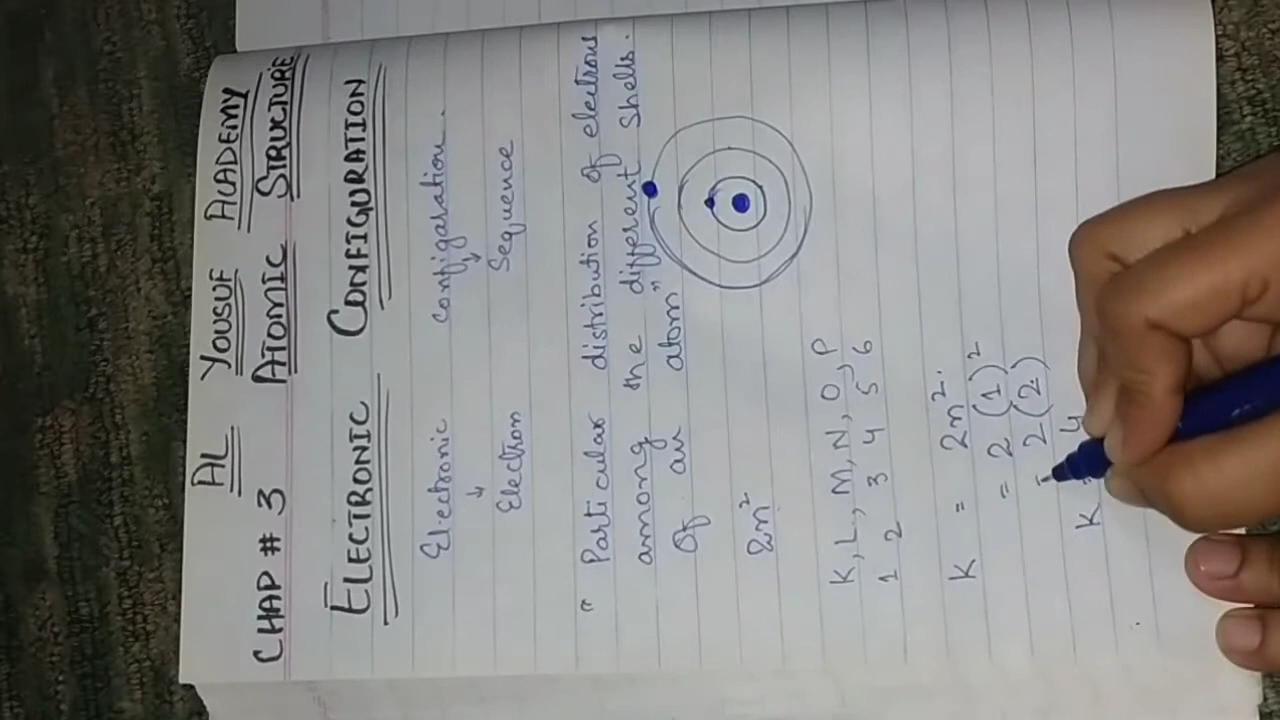 AL YOUSUF ACADEMY
CHAP # 3 ATOMIC STRUCTURE
ELECTRONIC CONFIGURATION
Electronic configaration.
Electron Sequence
" Particular distribution of electrons
among the different shells.
Of an atom"
2n²
K, L, M, N, O, P
1 2 3 4 5 6
K = 2n².
= 2 (1)²
2(2)
K 4